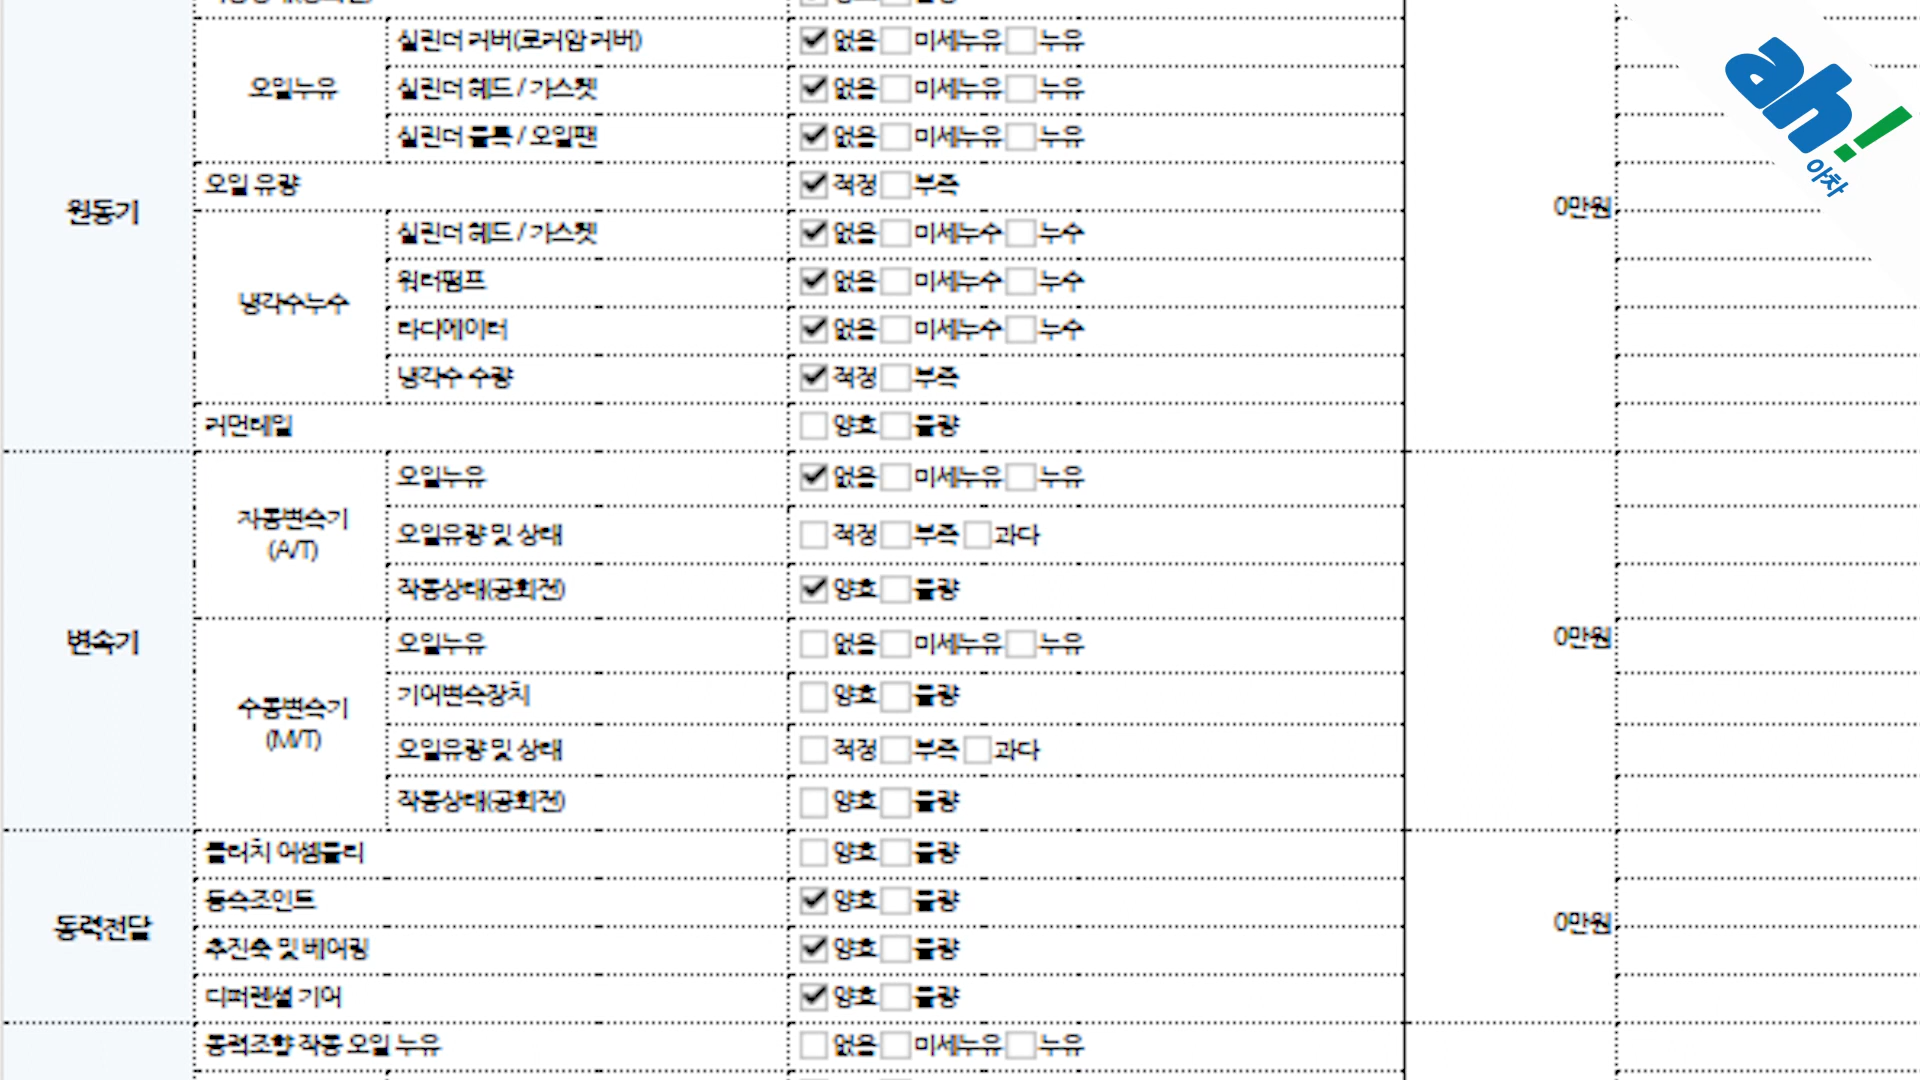 실린더 커버(로커암 커버) 없음 미세누유 누유
오일누유 실린더 헤드 / 가스켓 없음 미세누유 누유
실린더 블록 / 오일팬 없음 미세누유 누유
오일 유량 적정 부족
원동기 0만원
실린더 헤드 / 가스켓 없음 미세누수 누수
워터펌프 없음 미세누수 누수
냉각수누수
라디에이터 없음 미세누수 누수
냉각수 수량 적정 부족
커먼레일 양호 불량
오일누유 없음 미세누유 누유
자동변속기
(A/T)
오일유량 및 상태 적정 부족 과다
작동상태(공회전) 양호 불량
변속기 0만원
오일누유 없음 미세누유 누유
기어변속장치 양호 불량
수동변속기
(M/T)
오일유량 및 상태 적정 부족 과다
작동상태(공회전) 양호 불량
클러치 어셈블리 양호 불량
등속조인트 양호 불량
동력전달 0만원
추진축 및 베어링 양호 불량
디퍼렌셜 기어 양호 불량
동력조향 작동 오일 누유 없음 미세누유 누유
ah!
아차